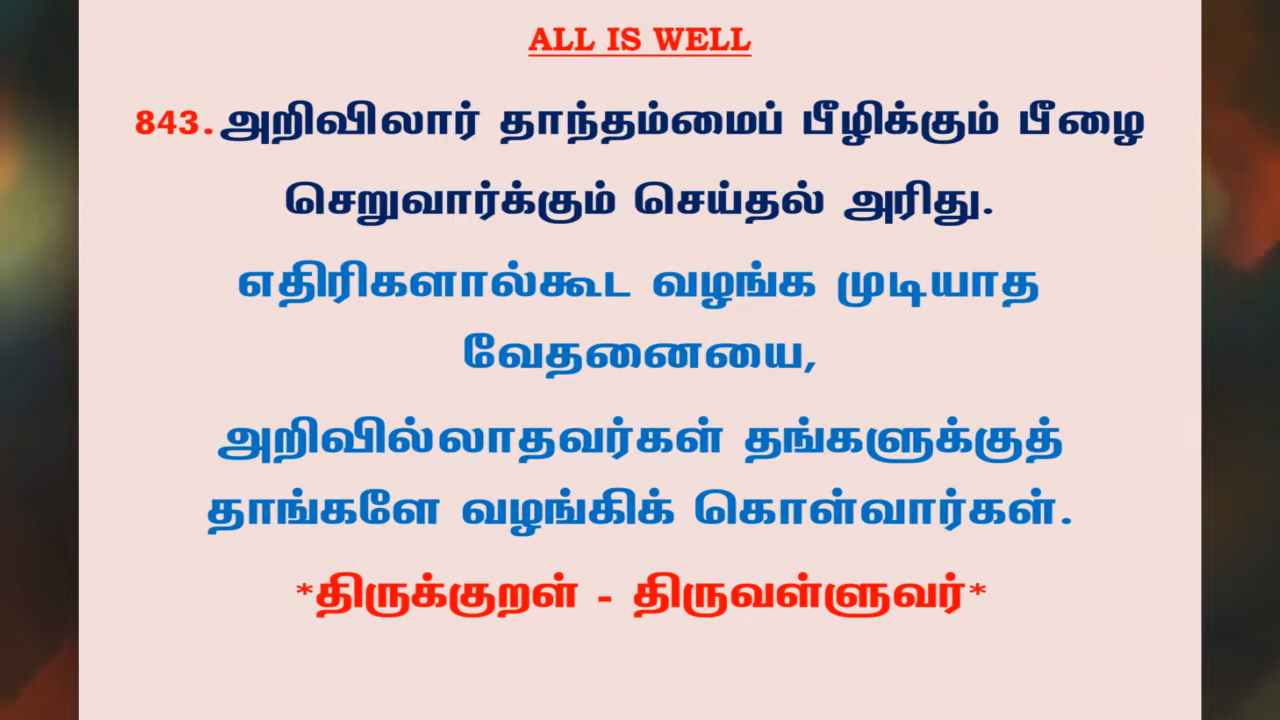 ALL IS WELL
843. அறிவிலார் தாந்தம்மைப் பீழிக்கும் பீழை
செறுவார்க்கும் செய்தல் அரிது.
எதிரிகளால்கூட வழங்க முடியாத
வேதனையை,
அறிவில்லாதவர்கள் தங்களுக்குத்
தாங்களே வழங்கிக் கொள்வார்கள்.
*திருக்குறள் - திருவள்ளுவர்*